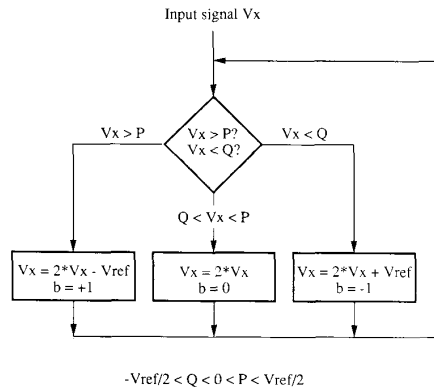 Input signal Vx
Vx > P
Vx > P?
Vx < Q?
Vx < Q
Q < Vx < P
Vx = 2*Vx - Vref
b = +1
Vx = 2*Vx
b = 0
Vx = 2*Vx + Vref
b = -1
-Vref/2 < Q < 0 < P < Vref/2